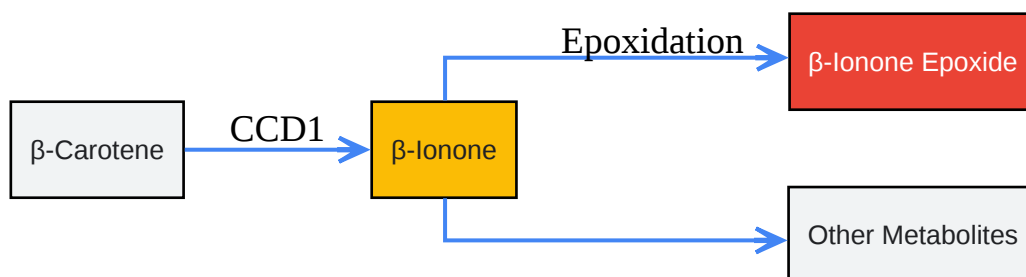 Epoxidation
β-Ionone Epoxide
β-Carotene
CCD1
β-Ionone
Other Metabolites